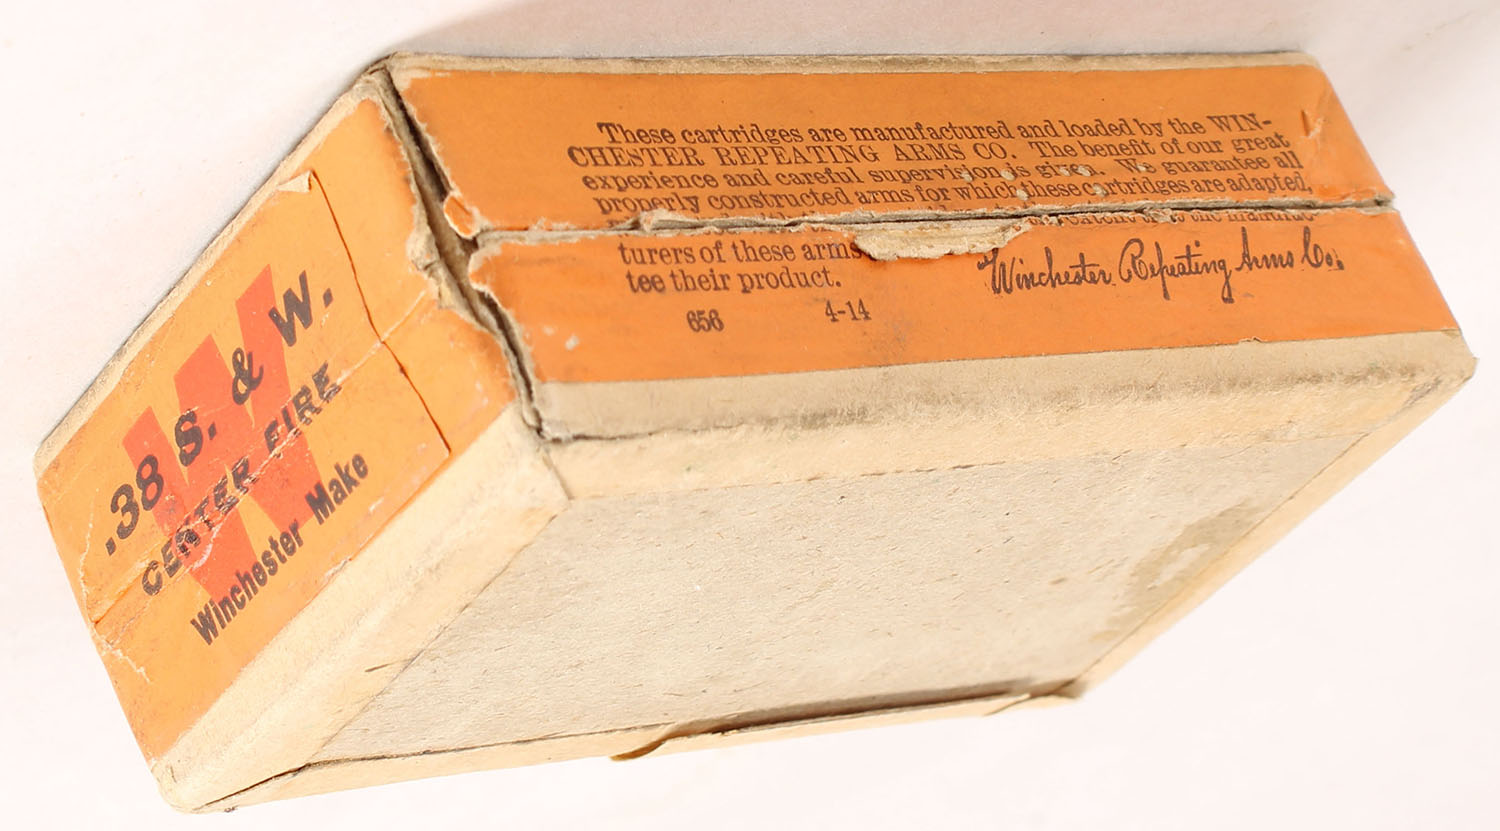 .38 S. & W.
CENTER FIRE
Winchester Make
W
These cartridges are manufactured and loaded by the WIN-
CHESTER REPEATING ARMS CO. The benefit of our great
experience and careful supervision is given. We guarantee all
properly constructed arms for which these cartridges are adapted,
the manufac-
turers of these arms
tee their product.
656 4-14
Winchester Repeating Arms Co.